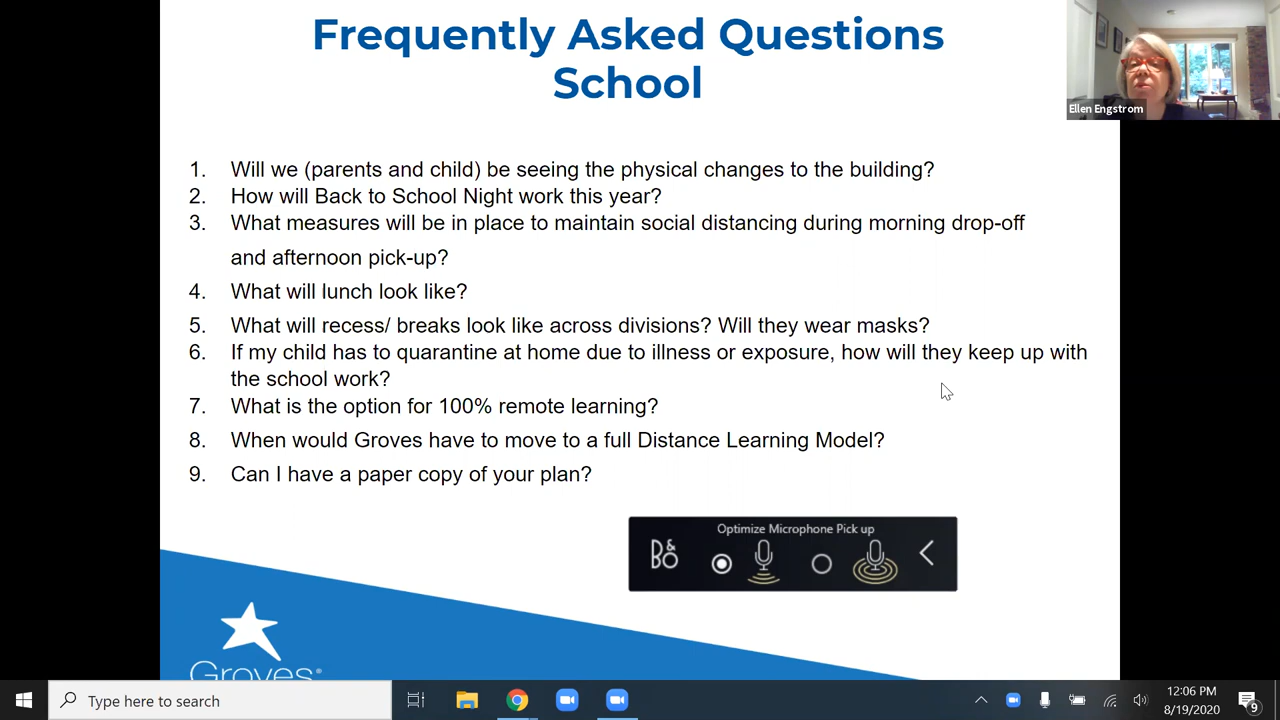 Frequently Asked Questions
School
Ellen Engstrom
1. Will we (parents and child) be seeing the physical changes to the building?
2. How will Back to School Night work this year?
3. What measures will be in place to maintain social distancing during morning drop-off
and afternoon pick-up?
4. What will lunch look like?
5. What will recess/ breaks look like across divisions? Will they wear masks?
6. If my child has to quarantine at home due to illness or exposure, how will they keep up with
the school work?
7. What is the option for 100% remote learning?
8. When would Groves have to move to a full Distance Learning Model?
9. Can I have a paper copy of your plan?
Optimize Microphone Pick up
B&O
Groves®
Type here to search
12:06 PM
8/19/2020
9